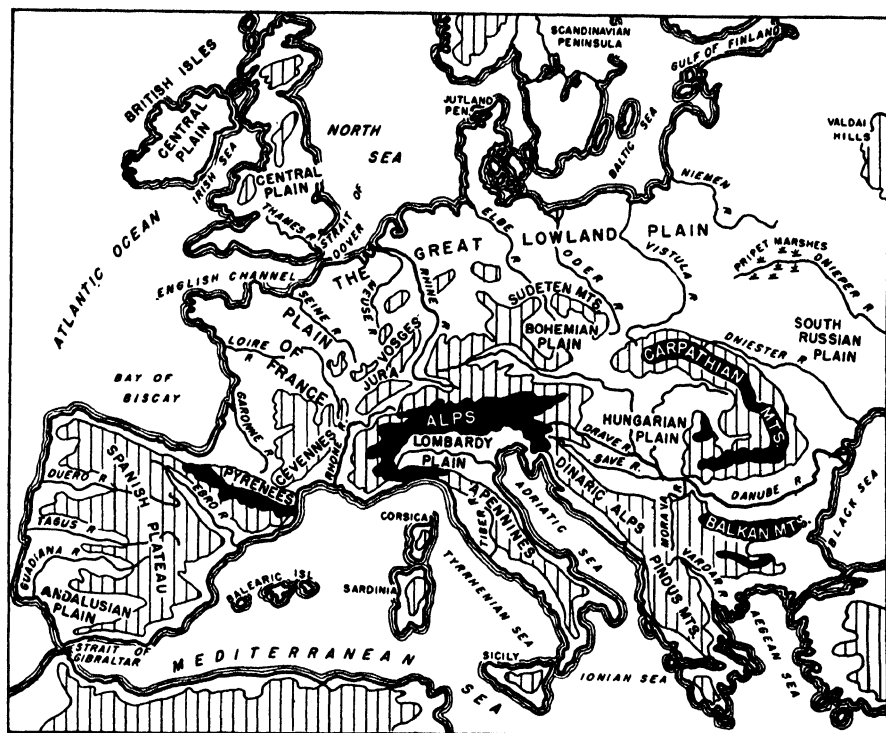 SCANDINAVIAN
PENINSULA
GULF OF FINLAND
BRITISH ISLES
CENTRAL
PLAIN
IRISH SEA
NORTH
SEA
JUTLAND
PEN.
BALTIC SEA
VALDAI
HILLS
CENTRAL
PLAIN
THAMES R.
STRAIT OF
DOVER
ATLANTIC OCEAN
ENGLISH CHANNEL
THE GREAT LOWLAND PLAIN
ELBE R
ODER R
VISTULA R
NIEMEN R
PRIPET MARSHES
DNIEPER R
SOUTH
RUSSIAN
PLAIN
SEINE R
MEUSE R
RHINE R
SUDETEN MTS.
BOHEMIAN
PLAIN
LOIRE R
PLAIN
OF
FRANCE
VOSGES
JURA
CARPATHIAN MTS.
DNIESTER R
BAY OF
BISCAY
GARONNE R
CEVENNES
RHONE R
ALPS
LOMBARDY
PLAIN
HUNGARIAN
PLAIN
DRAVE R
SAVE R.
DANUBE R
BLACK SEA
PYRENEES
EBRO R
SPANISH
PLATEAU
DUERO R
TAGUS R
GUADIANA R
ANDALUSIAN
PLAIN
STRAIT OF
GIBRALTAR
BALEARIC ISL
CORSICA
SARDINIA
APENNINES
TIBER R
ADRIATIC SEA
DINARIC ALPS
MORAVA R
BALKAN MTS.
VARDAR R
PINDUS MTS.
TYRRHENIAN SEA
AEGEAN SEA
SICILY
IONIAN SEA
MEDITERRANEAN
SEA